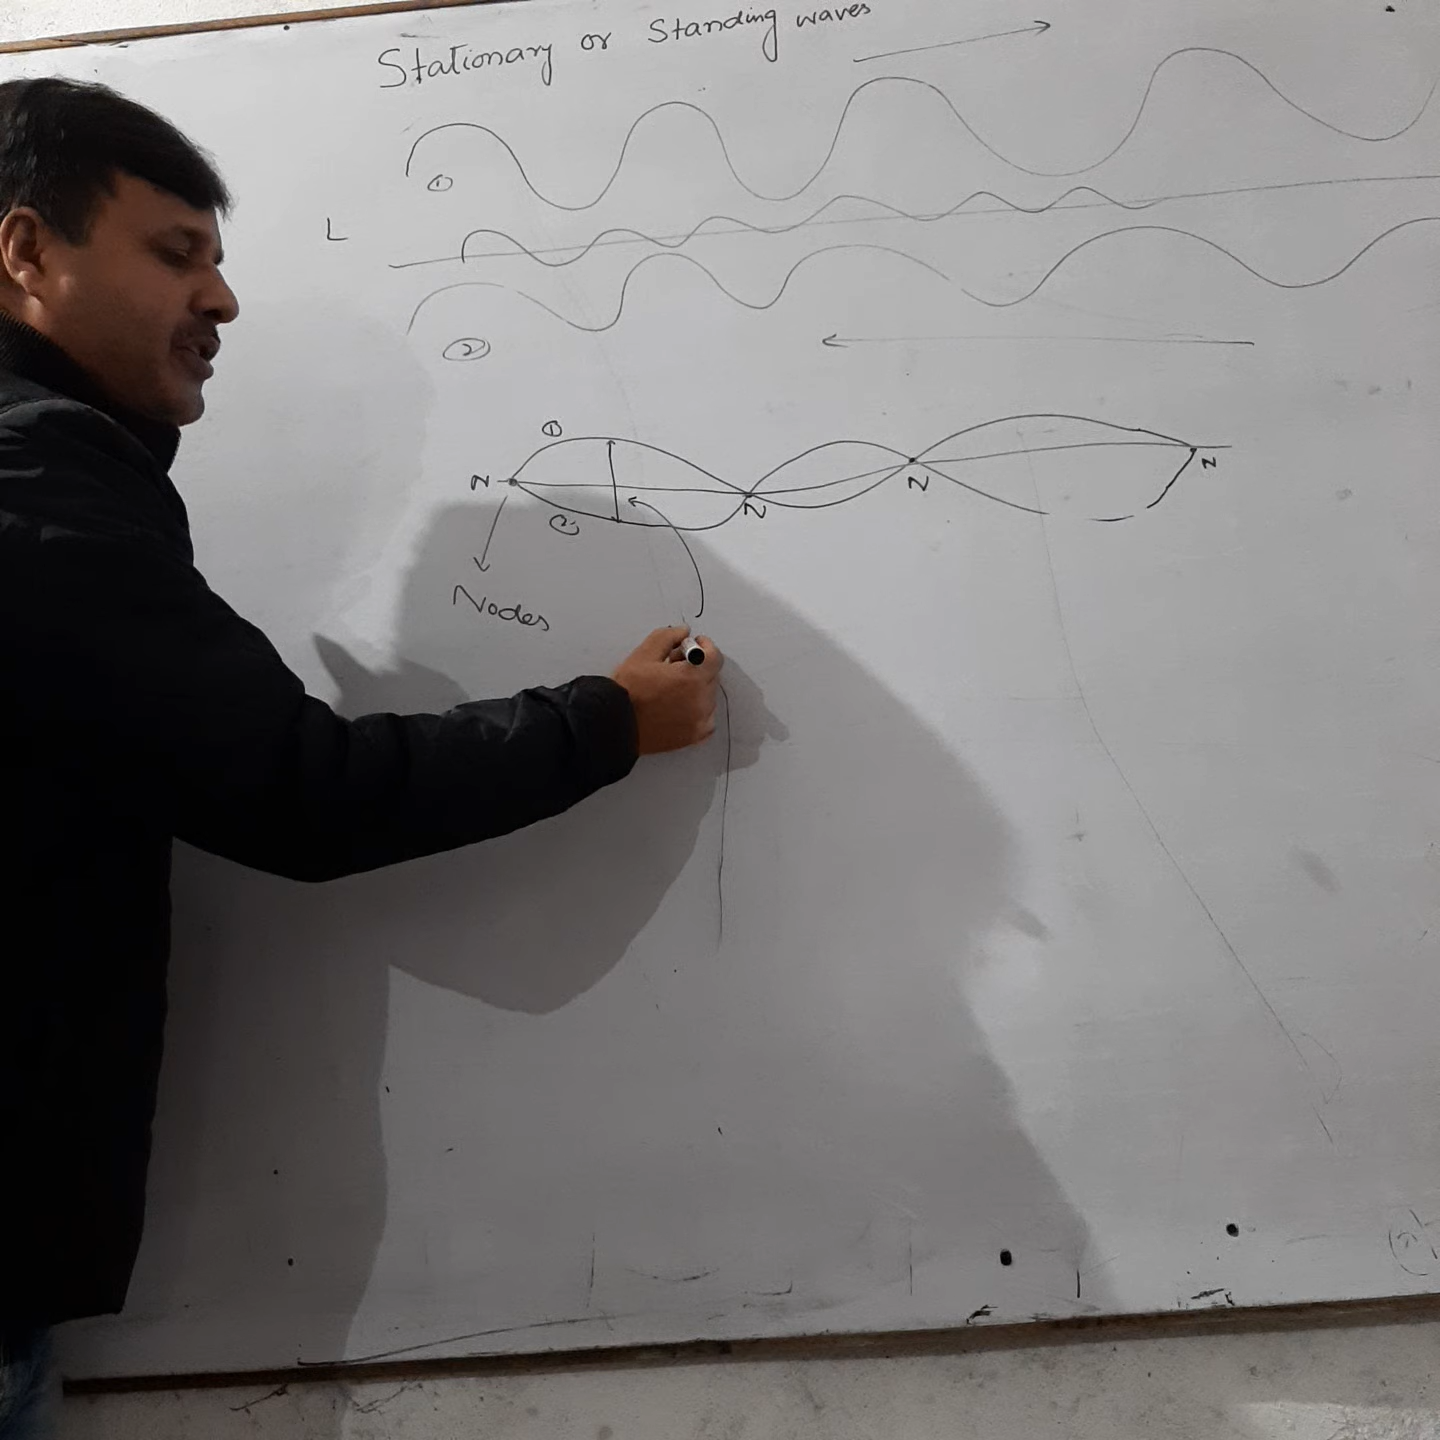 Stationary or Standing waves
①
L
②
①
N
N
N
N
②
Nodes